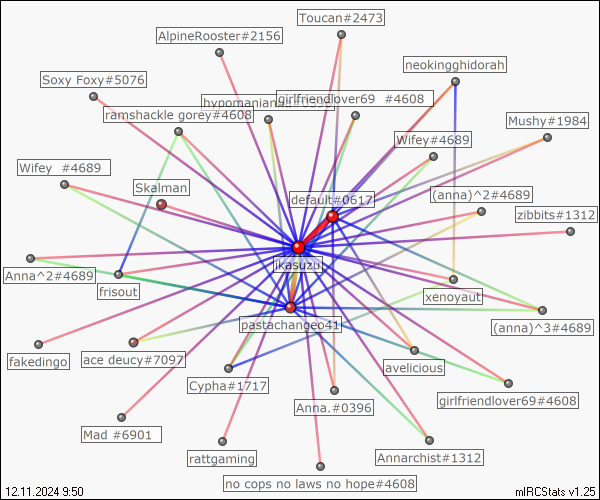 Toucan#2473
AlpineRooster#2156
neokingghidorah
Soxy Foxy#5076
girlfriendlover69 #4608
ramshackle gorey#4608
Mushy#1984
Wifey#4689
Wifey #4689
Skalman
default#0617
(anna)^2#4689
zibbits#1312
jkasuzu
Anna^2#4689
frisout
xenoyaut
pastachangeo41
(anna)^3#4689
fakedingo
ace deucy#7097
avelicious
Cypha#1717
Anna.#0396
girlfriendlover69#4608
Mad #6901
rattgaming
Annarchist#1312
no cops no laws no hope#4608
12.11.2024 9:50
mIRCStats v1.25